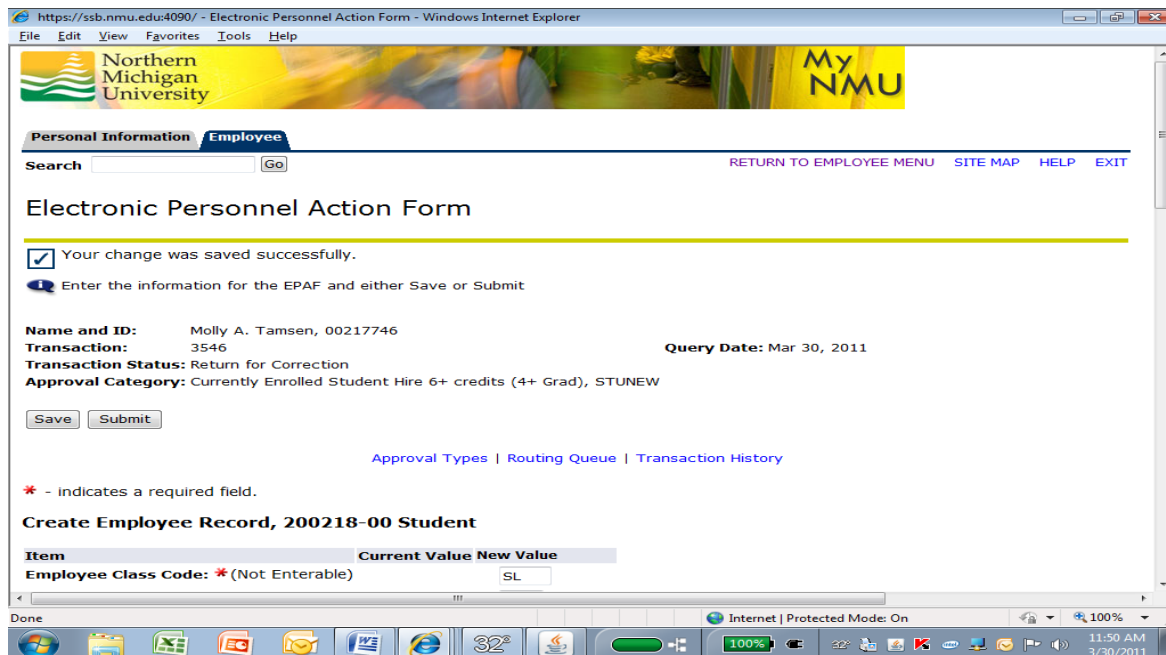 https://ssb.nmu.edu:4090/ - Electronic Personnel Action Form - Windows Internet Explorer
File Edit View Favorites Tools Help
Northern
Michigan
University
My
NMU
Personal Information Employee
Search Go RETURN TO EMPLOYEE MENU SITE MAP HELP EXIT
Electronic Personnel Action Form
Your change was saved successfully.
Enter the information for the EPAF and either Save or Submit
Name and ID: Molly A. Tamsen, 00217746
Transaction: 3546 Query Date: Mar 30, 2011
Transaction Status: Return for Correction
Approval Category: Currently Enrolled Student Hire 6+ credits (4+ Grad), STUNEW
Save Submit
Approval Types | Routing Queue | Transaction History
* - indicates a required field.
Create Employee Record, 200218-00 Student
Item Current Value New Value
Employee Class Code: * (Not Enterable) SL
Done Internet | Protected Mode: On 100%
32° 100% 22° 11:50 AM
3/30/2011